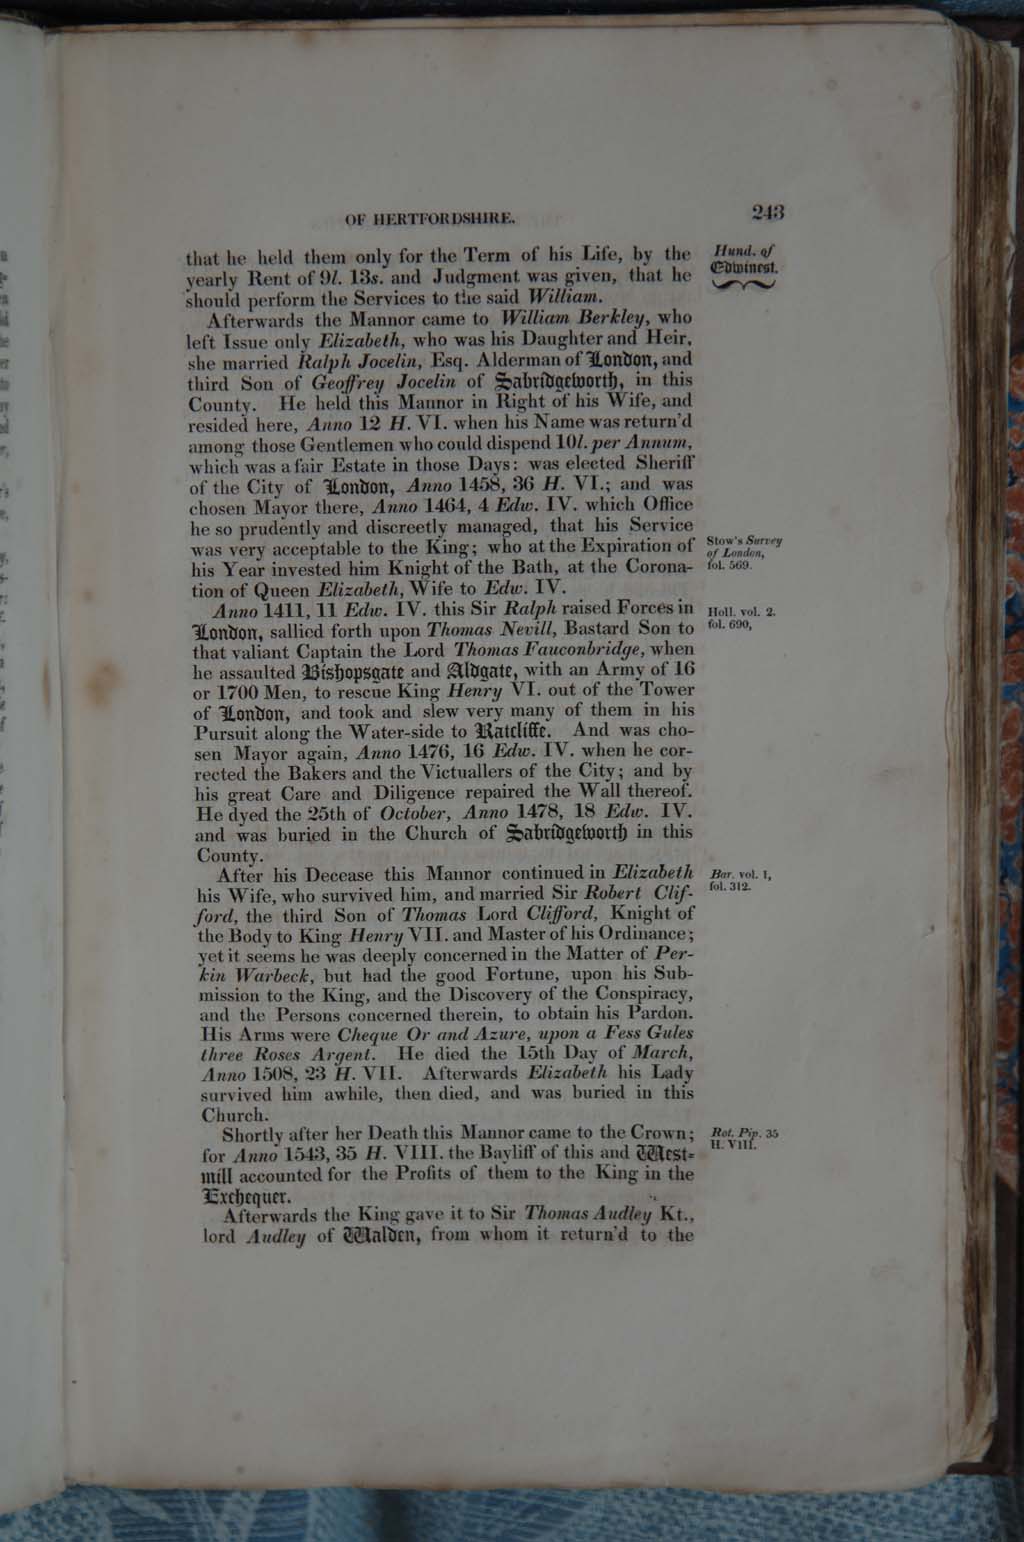 OF HERTFORDSHIRE. 243
that he held them only for the Term of his Life, by the
yearly Rent of 9l. 13s. and Judgment was given, that he
should perform the Services to the said William.
Afterwards the Mannor came to William Berkley, who
left Issue only Elizabeth, who was his Daughter and Heir,
she married Ralph Jocelin, Esq. Alderman of London, and
third Son of Geoffrey Jocelin of Sabridgeworth, in this
County. He held this Mannor in Right of his Wife, and
resided here, Anno 12 H. VI. when his Name was return'd
among those Gentlemen who could dispend 10l. per Annum,
which was a fair Estate in those Days: was elected Sheriff
of the City of London, Anno 1458, 36 H. VI.; and was
chosen Mayor there, Anno 1464, 4 Edw. IV. which Office
he so prudently and discreetly managed, that his Service
was very acceptable to the King; who at the Expiration of
his Year invested him Knight of the Bath, at the Corona-
tion of Queen Elizabeth, Wife to Edw. IV.
Anno 1411, 11 Edw. IV. this Sir Ralph raised Forces in
London, sallied forth upon Thomas Nevill, Bastard Son to
that valiant Captain the Lord Thomas Fauconbridge, when
he assaulted Bishopsgate and Aldgate, with an Army of 16
or 1700 Men, to rescue King Henry VI. out of the Tower
of London, and took and slew very many of them in his
Pursuit along the Water-side to Ratcliffe. And was cho-
sen Mayor again, Anno 1476, 16 Edw. IV. when he cor-
rected the Bakers and the Victuallers of the City; and by
his great Care and Diligence repaired the Wall thereof.
He dyed the 25th of October, Anno 1478, 18 Edw. IV.
and was buried in the Church of Sabridgeworth in this
County.
After his Decease this Mannor continued in Elizabeth
his Wife, who survived him, and married Sir Robert Clif-
ford, the third Son of Thomas Lord Clifford, Knight of
the Body to King Henry VII. and Master of his Ordinance;
yet it seems he was deeply concerned in the Matter of Per-
kin Warbeck, but had the good Fortune, upon his Sub-
mission to the King, and the Discovery of the Conspiracy,
and the Persons concerned therein, to obtain his Pardon.
His Arms were Cheque Or and Azure, upon a Fess Gules
three Roses Argent. He died the 15th Day of March,
Anno 1508, 23 H. VII. Afterwards Elizabeth his Lady
survived him awhile, then died, and was buried in this
Church.
Shortly after her Death this Mannor came to the Crown;
for Anno 1543, 35 H. VIII. the Bayliff of this and West-
mill accounted for the Profits of them to the King in the
Exchequer.
Afterwards the King gave it to Sir Thomas Audley Kt.,
lord Audley of Walden, from whom it return'd to the
Hund. of
Edwinest.
Stow's Survey
of London,
fol. 569.
Holl. vol. 2.
fol. 690,
Bar. vol. 1,
fol. 312.
Rot. Pip. 35
H. VIII.